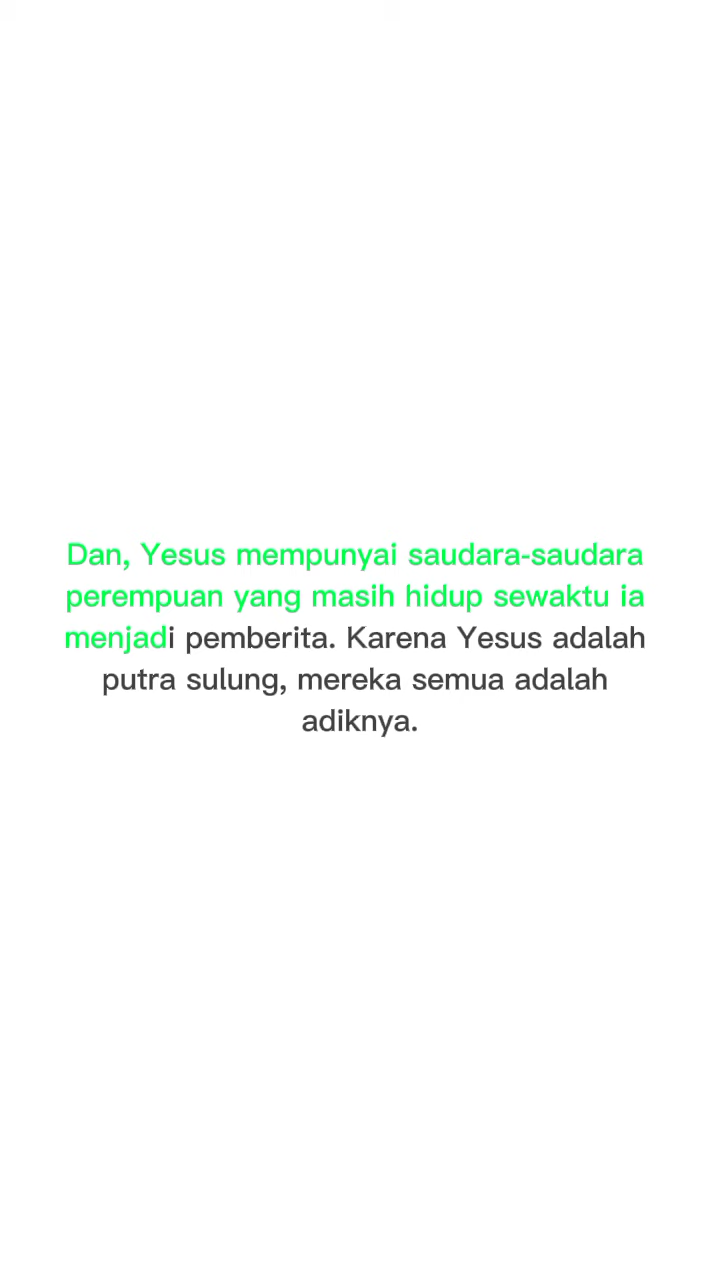 Dan, Yesus mempunyai saudara-saudara
perempuan yang masih hidup sewaktu ia
menjadi pemberita. Karena Yesus adalah
putra sulung, mereka semua adalah
adiknya.